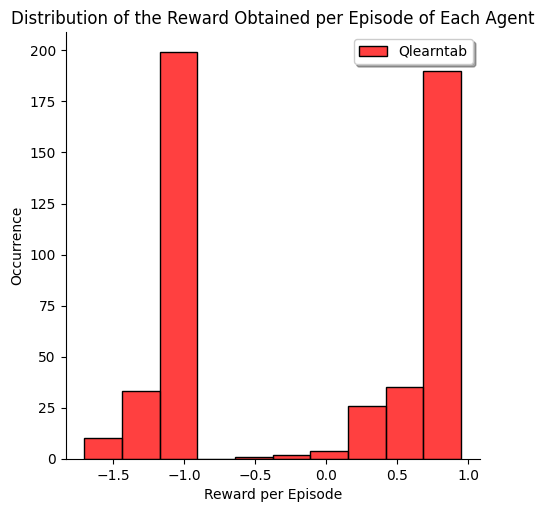 Distribution of the Reward Obtained per Episode of Each Agent
Qlearntab
200
175
150
125
100
75
50
25
0
Occurrence
−1.5 −1.0 −0.5 0.0 0.5 1.0
Reward per Episode